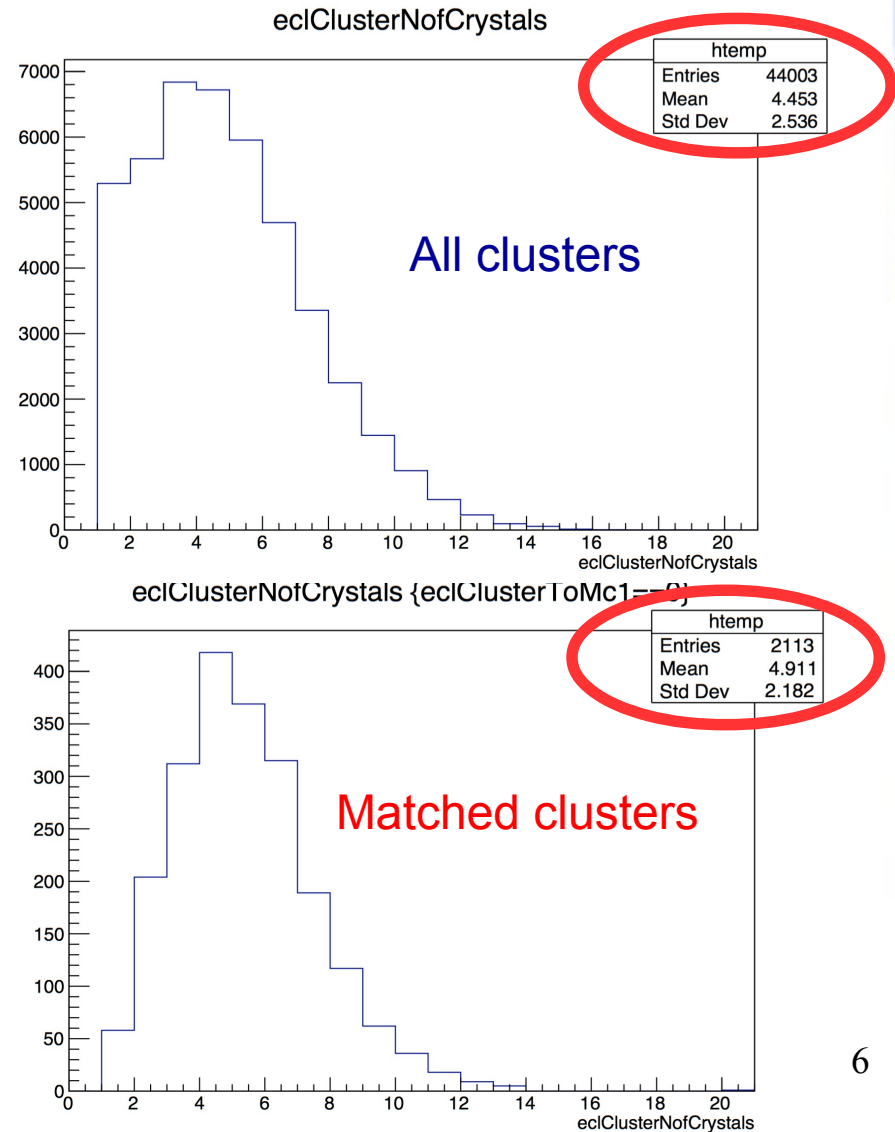 eclClusterNofCrystals
htemp
Entries 44003
Mean 4.453
Std Dev 2.536
7000
6000
5000
4000
3000
2000
1000
0
All clusters
0 2 4 6 8 10 12 14 16 18 20
eclClusterNofCrystals
eclClusterNofCrystals {eclClusterToMc1==0}
htemp
Entries 2113
Mean 4.911
Std Dev 2.182
400
350
300
250
200
150
100
50
0
Matched clusters
0 2 4 6 8 10 12 14 16 18 20
eclClusterNofCrystals
6